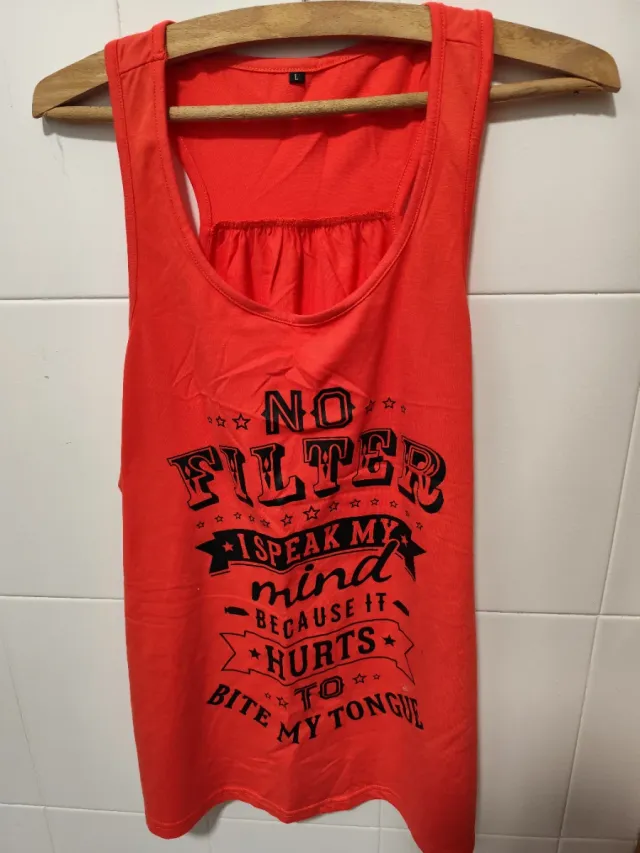 L
NO
FILTER
I SPEAK MY
mind
BECAUSE IT
HURTS
TO
BITE MY TONGUE